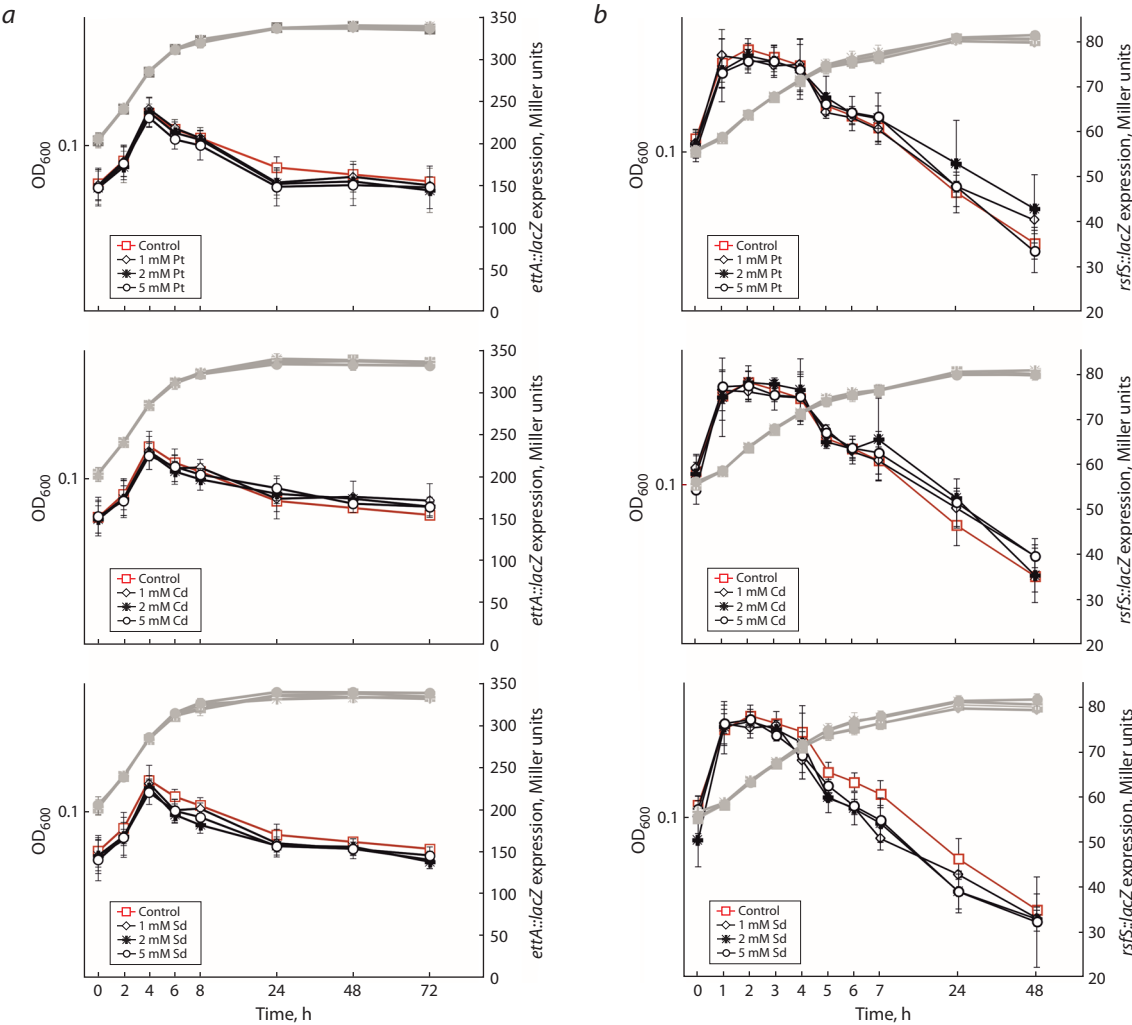 a
b
OD600
0.1
350
300
250
200
150
100
50
0
ettA::lacZ expression, Miller units
Control
1 mM Pt
2 mM Pt
5 mM Pt
OD600
0.1
80
70
60
50
40
30
20
rsfS::lacZ expression, Miller units
Control
1 mM Pt
2 mM Pt
5 mM Pt
OD600
0.1
350
300
250
200
150
100
50
0
ettA::lacZ expression, Miller units
Control
1 mM Cd
2 mM Cd
5 mM Cd
OD600
0.1
80
70
60
50
40
30
20
rsfS::lacZ expression, Miller units
Control
1 mM Cd
2 mM Cd
5 mM Cd
OD600
0.1
350
300
250
200
150
100
50
0
ettA::lacZ expression, Miller units
Control
1 mM Sd
2 mM Sd
5 mM Sd
0 2 4 6 8 24 48 72
Time, h
OD600
0.1
80
70
60
50
40
30
20
rsfS::lacZ expression, Miller units
Control
1 mM Sd
2 mM Sd
5 mM Sd
0 1 2 3 4 5 6 7 24 48
Time, h